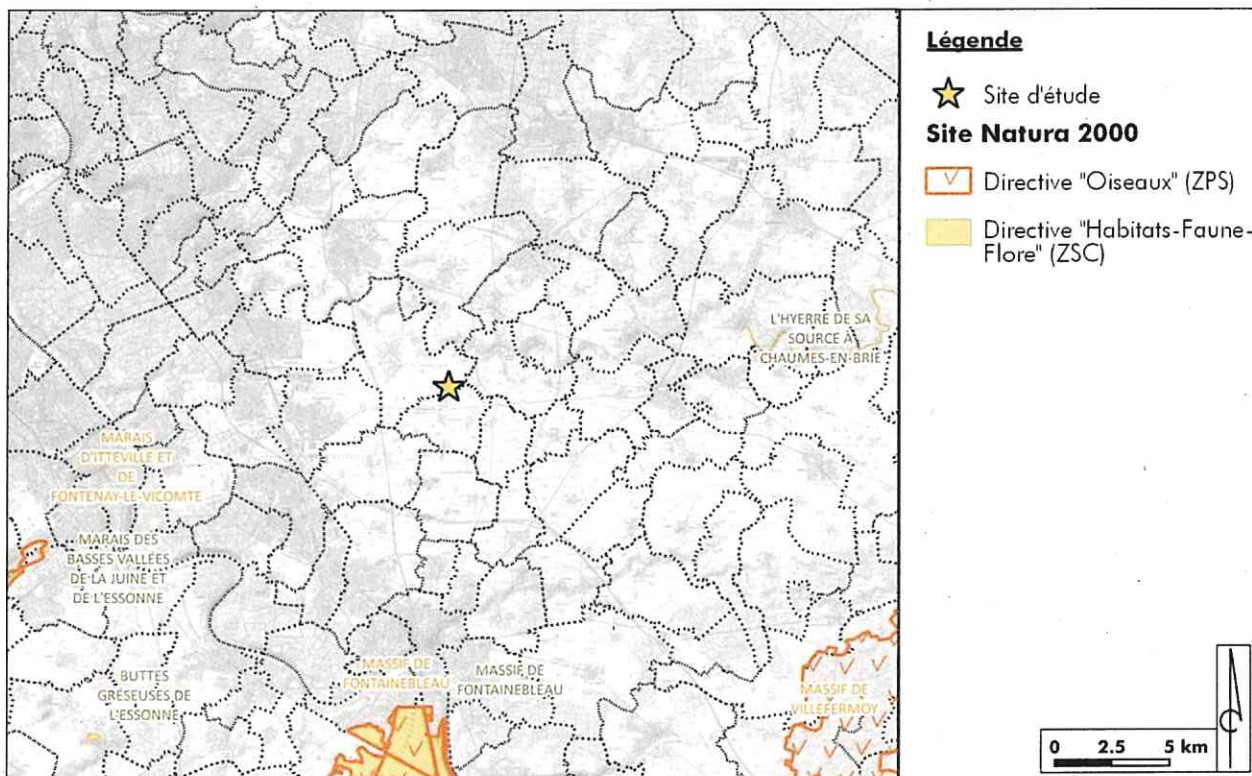 Légende
Site d'étude
Site Natura 2000
Directive "Oiseaux" (ZPS)
Directive "Habitats-Faune-
Flore" (ZSC)
L'HYERRE DE SA
SOURCE À
CHAUMES-EN-BRIE
MARAIS
D'ITTEVILLE ET
DE
FONTENAY-LE-VICOMTE
MARAIS DES
BASSES VALLÉES
DE LA JUINE ET
DE L'ESSONNE
BUTTES
GRÉSEUSES DE
L'ESSONNE
MASSIF DE
FONTAINEBLEAU
MASSIF DE
FONTAINEBLEAU
MASSIF DE
VILLEFERMOY
0 2.5 5 km